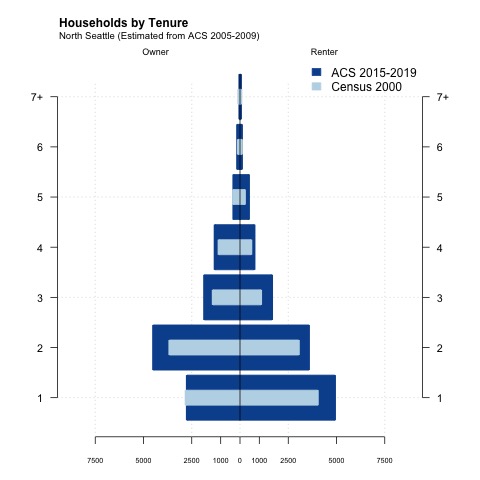 Households by Tenure
North Seattle (Estimated from ACS 2005-2009)
Owner Renter
ACS 2015-2019
Census 2000
7+ 7+
6 6
5 5
4 4
3 3
2 2
1 1
7500 5000 2500 1000 0 1000 2500 5000 7500